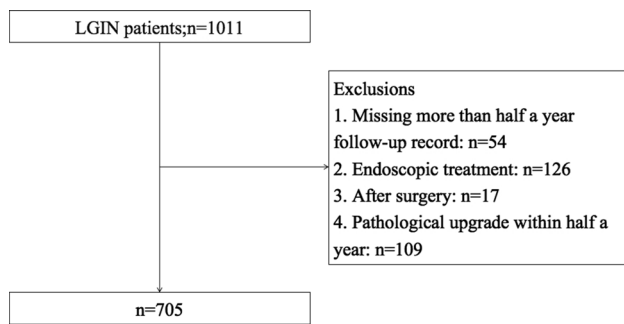 LGIN patients;n=1011
Exclusions
1. Missing more than half a year
follow-up record: n=54
2. Endoscopic treatment: n=126
3. After surgery: n=17
4. Pathological upgrade within half a
year: n=109
n=705